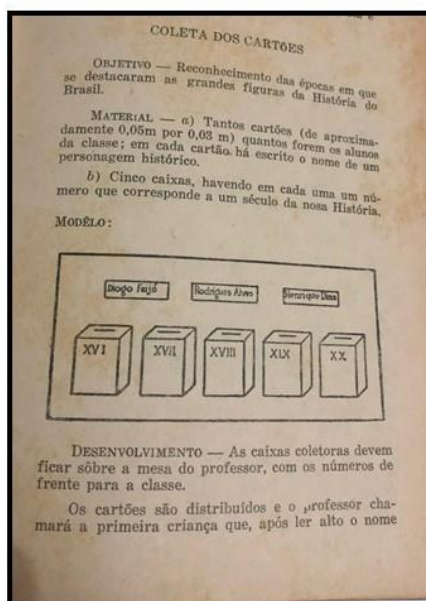 COLETA DOS CARTÕES
OBJETIVO — Reconhecimento das épocas em que
se destacaram as grandes figuras da História do
Brasil.
MATERIAL — a) Tantos cartões (de aproxima-
damente 0,05m por 0,03 m) quantos forem os alunos
da classe; em cada cartão há escrito o nome de um
personagem histórico.
b) Cinco caixas, havendo em cada uma um nú-
mero que corresponde a um século da nosa História.
MODÊLO:
Diogo Feijó Rodrigues Alves Henrique Dias
XVI XVII XVIII XIX XX
DESENVOLVIMENTO — As caixas coletoras devem
ficar sôbre a mesa do professor, com os números de
frente para a classe.
Os cartões são distribuídos e o professor cha-
mará a primeira criança que, após ler alto o nome